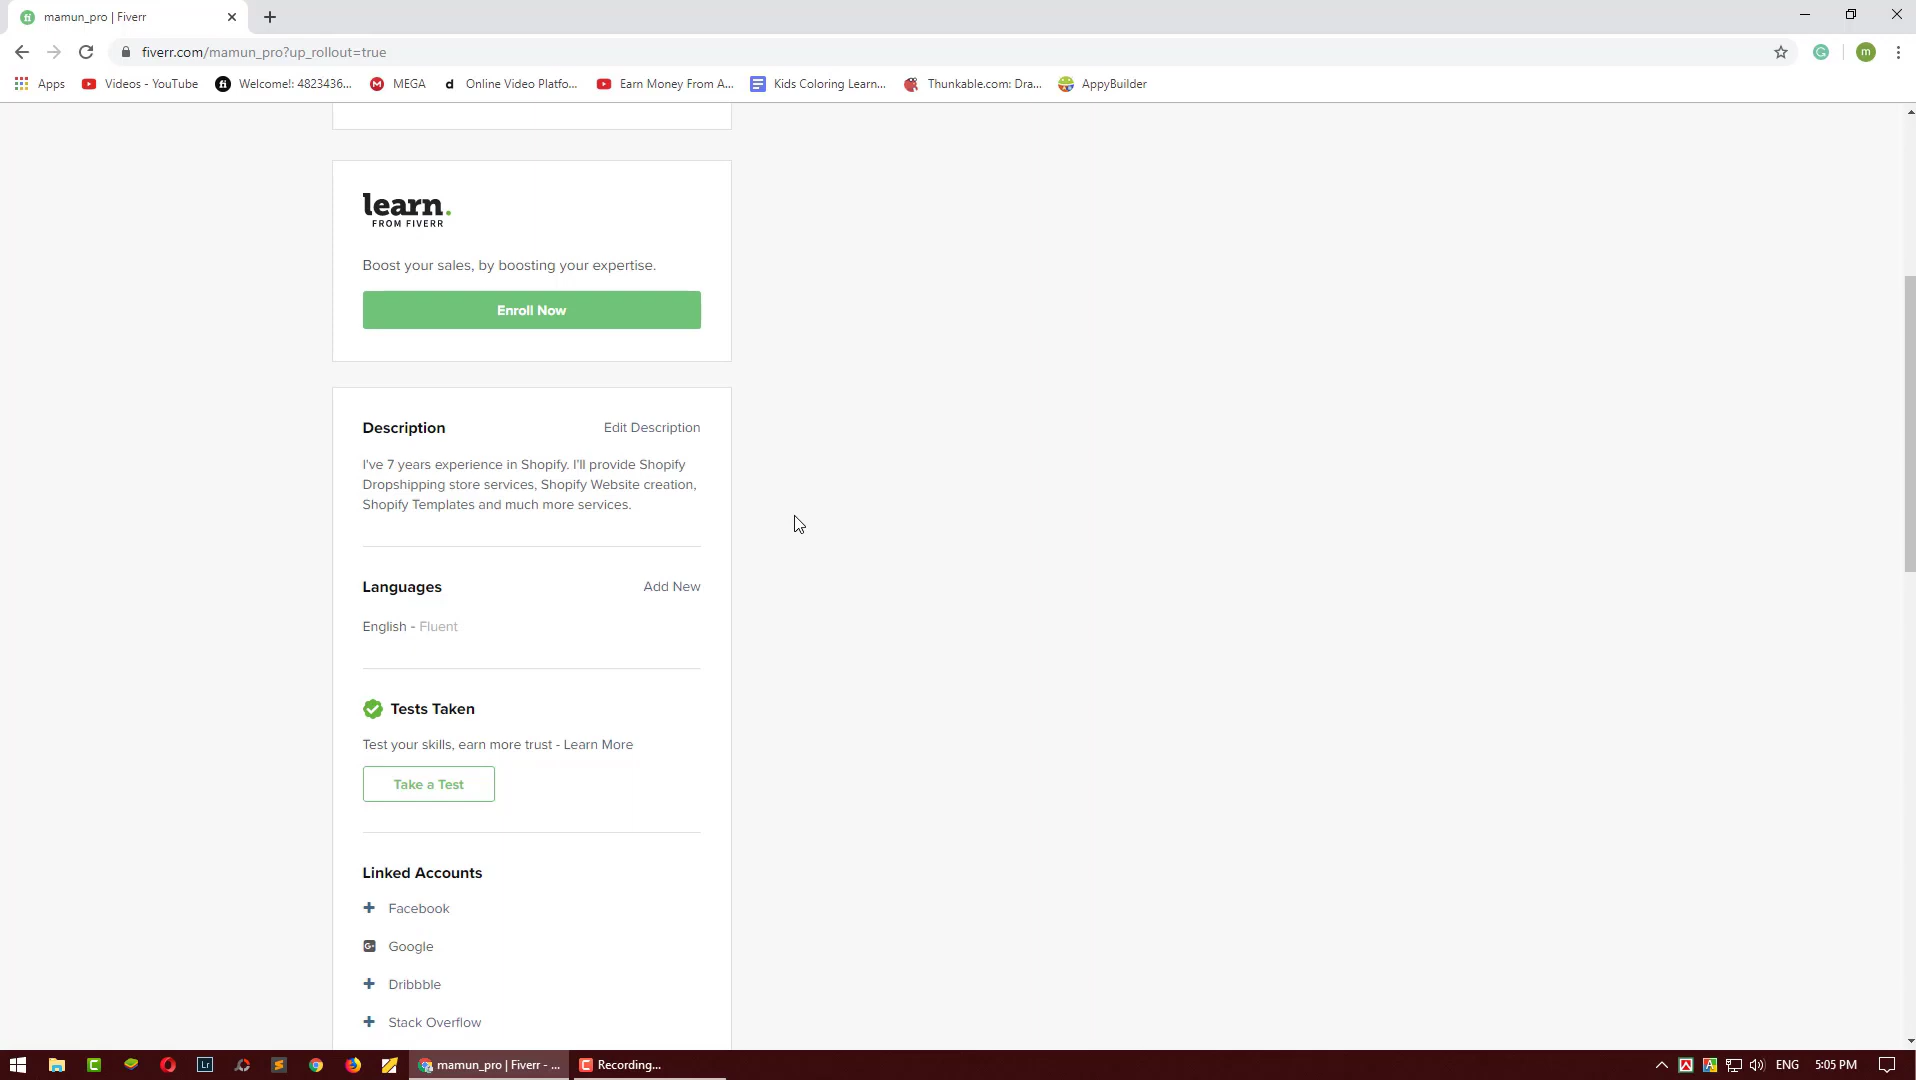 mamun_pro | Fiverr
fiverr.com/mamun_pro?up_rollout=true
m
Apps
Videos - YouTube
Welcome!: 4823436...
MEGA
Online Video Platfo...
Earn Money From A...
Kids Coloring Learn...
Thunkable.com: Dra...
AppyBuilder
learn.
FROM FIVERR
Boost your sales, by boosting your expertise.
Enroll Now
Description
Edit Description
I've 7 years experience in Shopify. I'll provide Shopify
Dropshipping store services, Shopify Website creation,
Shopify Templates and much more services.
Languages
Add New
English - Fluent
Tests Taken
Test your skills, earn more trust - Learn More
Take a Test
Linked Accounts
Facebook
Google
Dribbble
Stack Overflow
mamun_pro | Fiverr - ...
Recording...
ENG
5:05 PM